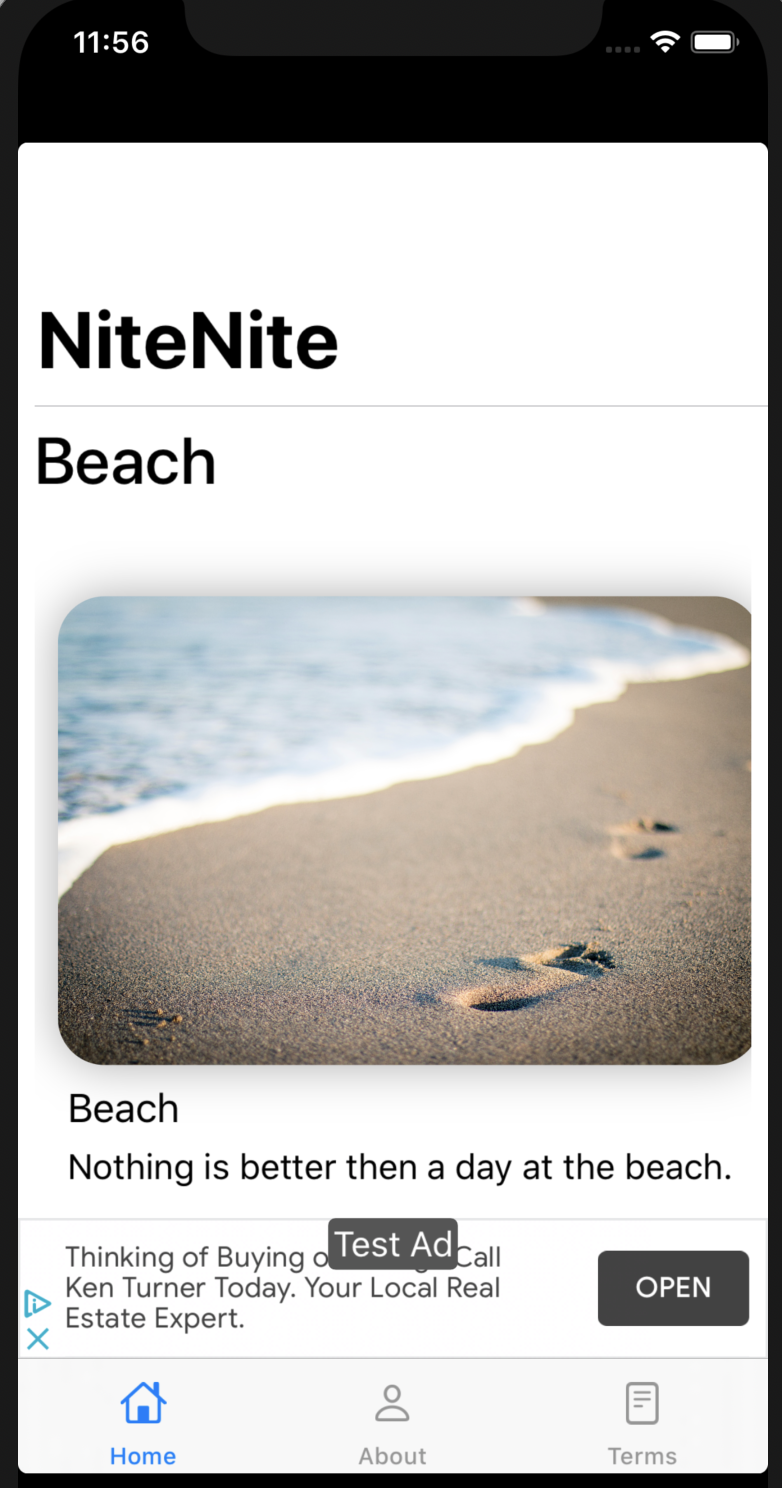 11:56
NiteNite
Beach
Beach
Nothing is better then a day at the beach.
Test Ad
Thinking of Buying Call
Ken Turner Today. Your Local Real
Estate Expert.
OPEN
Home
About
Terms